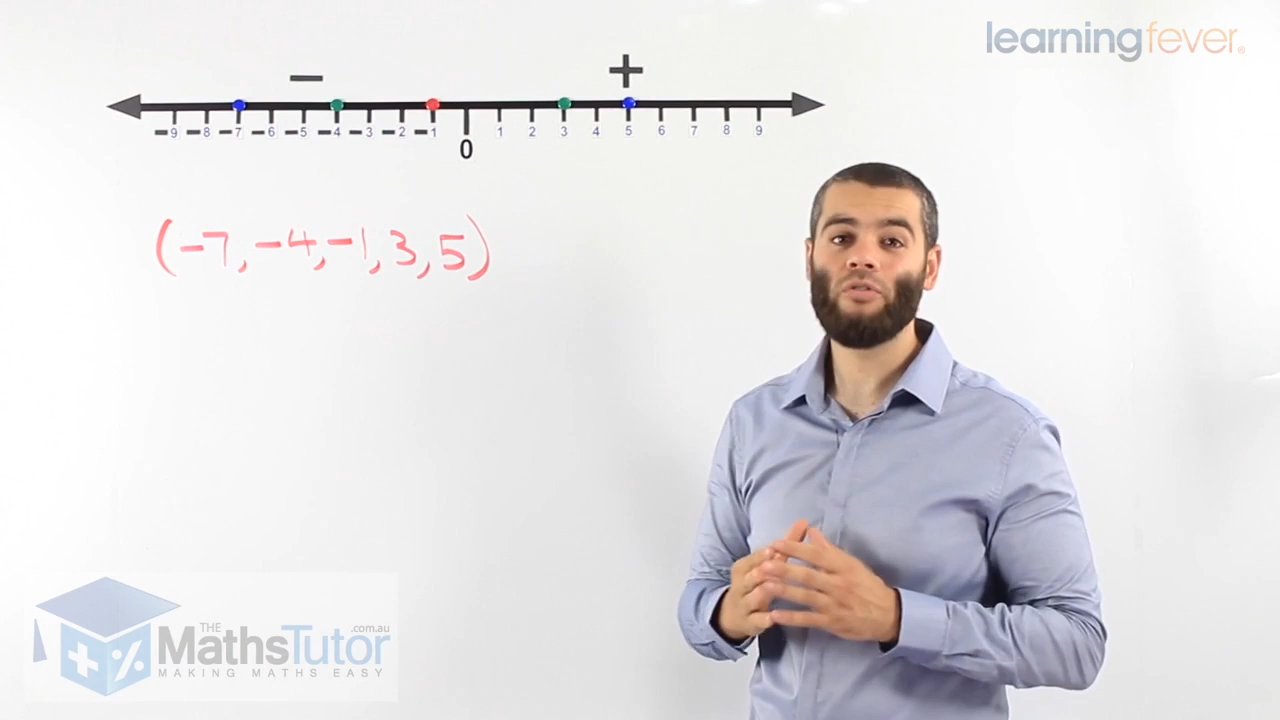 learningfever.
− +
-9 -8 -7 -6 -5 -4 -3 -2 -1 0 1 2 3 4 5 6 7 8 9
(-7, -4, -1, 3, 5)
THE MathsTutor .com.au
MAKING MATHS EASY